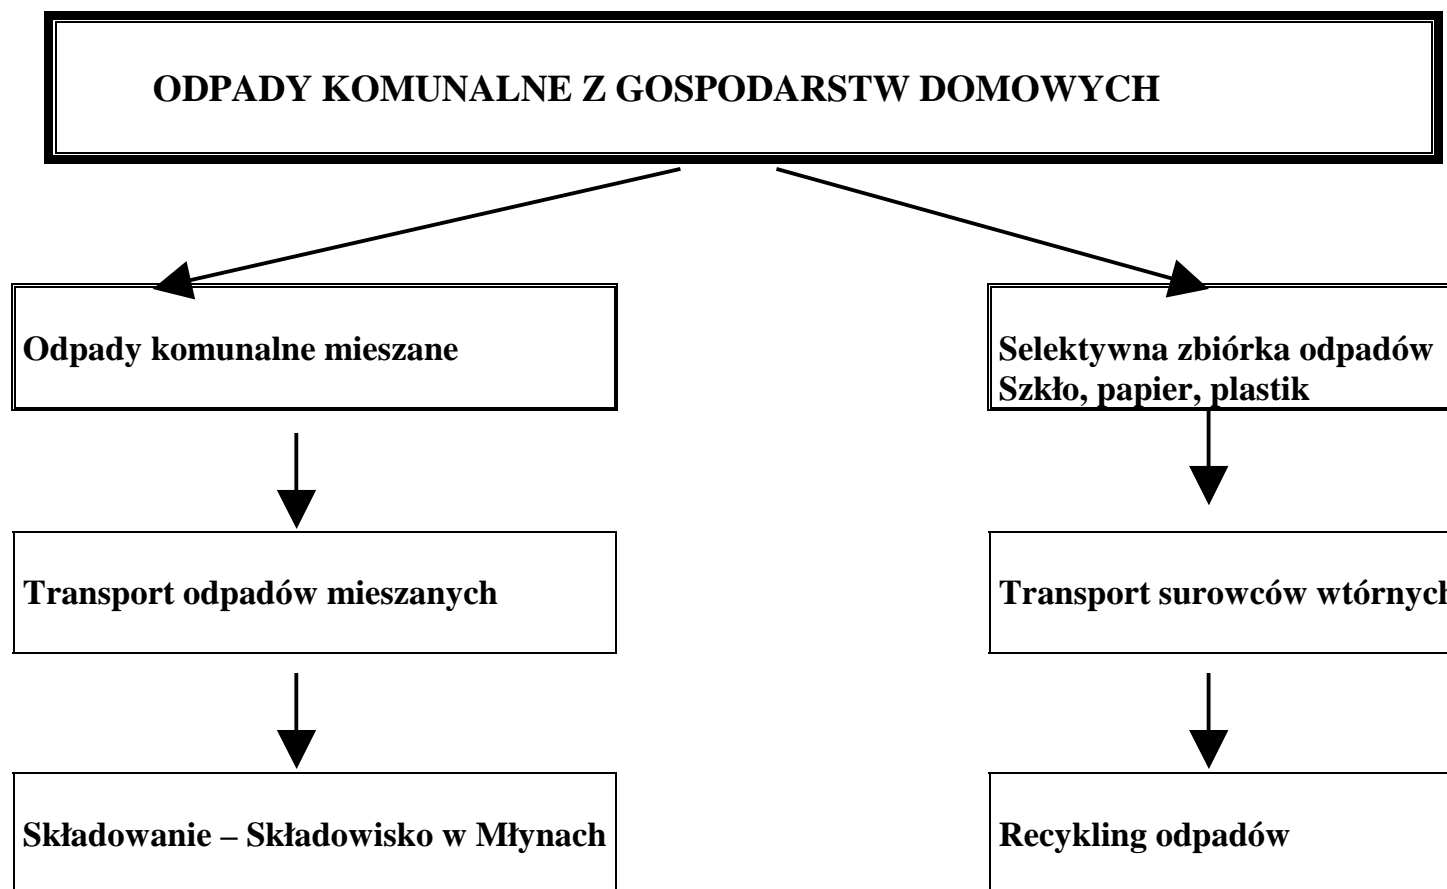 ODPADY KOMUNALNE Z GOSPODARSTW DOMOWYCH
Odpady komunalne mieszane
Selektywna zbiórka odpadów
Szkło, papier, plastik
Transport odpadów mieszanych
Transport surowców wtórnych
Składowanie – Składowisko w Młynach
Recykling odpadów